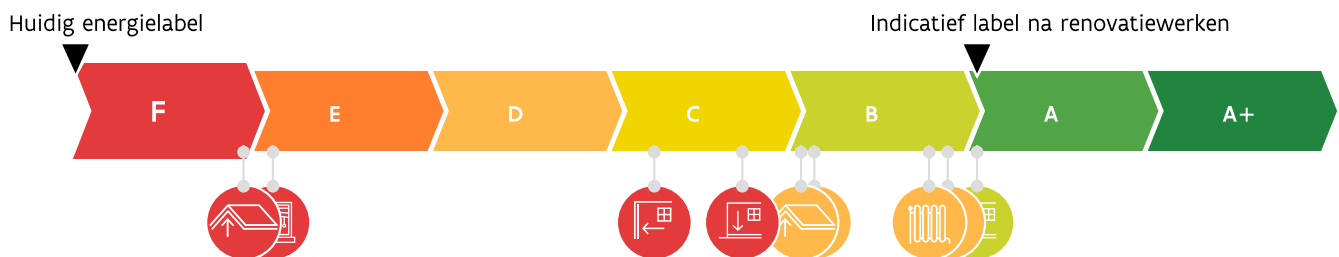 Huidig energielabel
Indicatief label na renovatiewerken
F
E
D
C
B
A
A+